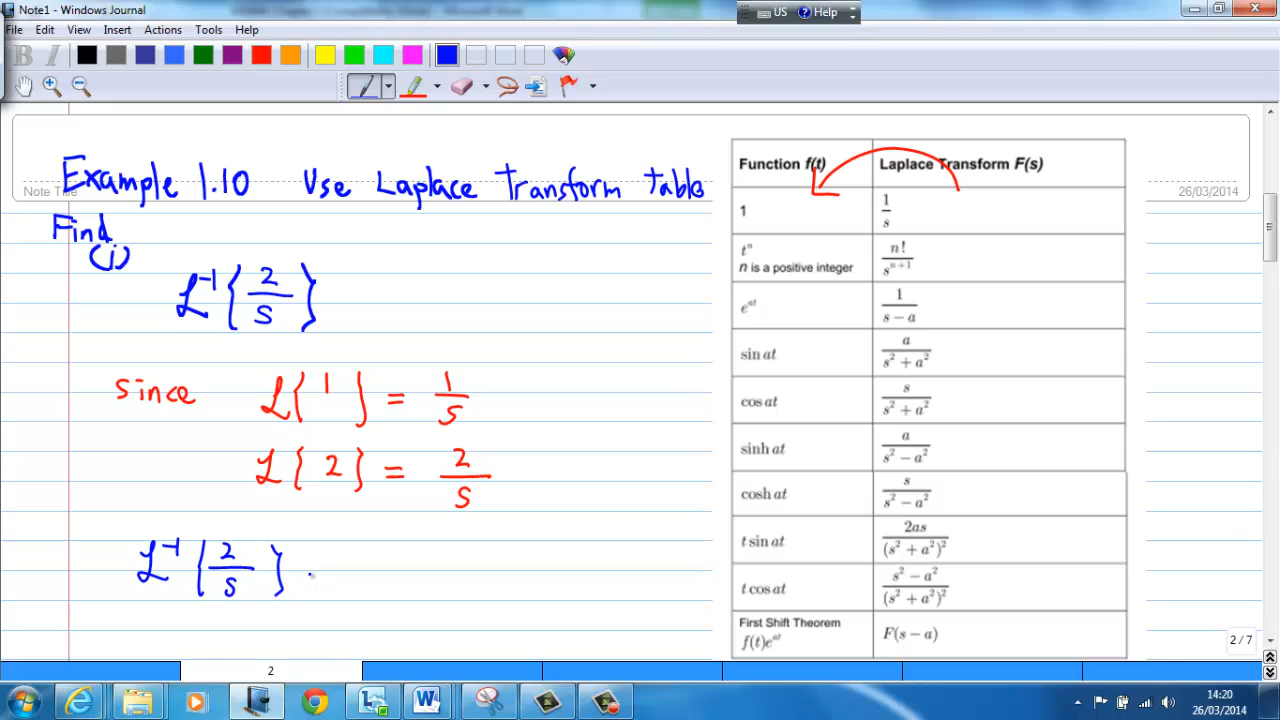 Note1 - Windows Journal
US Help
File Edit View Insert Actions Tools Help
B I
Note Title
26/03/2014
Example 1.10 Use Laplace Transform Table
Find
(i)
ℒ⁻¹{2/s}
since ℒ{1} = 1/s
ℒ{2} = 2/s
ℒ⁻¹{2/s}
Function f(t) Laplace Transform F(s)
1 1/s
tⁿ
n is a positive integer n!/sⁿ⁺¹
eᵃᵗ 1/(s − a)
sin at a/(s² + a²)
cos at s/(s² + a²)
sinh at a/(s² − a²)
cosh at s/(s² − a²)
t sin at 2as/(s² + a²)²
t cos at (s² − a²)/(s² + a²)²
First Shift Theorem
f(t)eᵃᵗ F(s − a)
2 / 7
2
14:20
26/03/2014